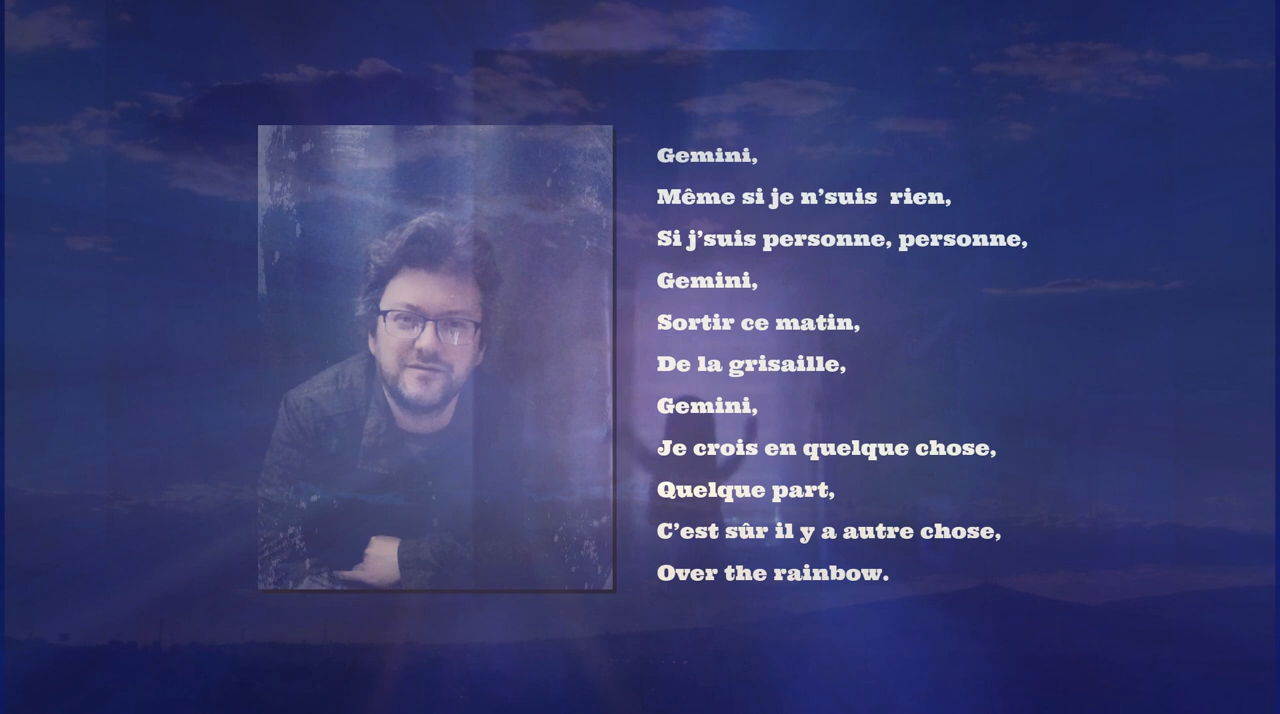 Gemini,
Même si je n’suis  rien,
Si j’suis personne, personne,
Gemini,
Sortir ce matin,
De la grisaille,
Gemini,
Je crois en quelque chose,
Quelque part,
C’est sûr il y a autre chose,
Over the rainbow.